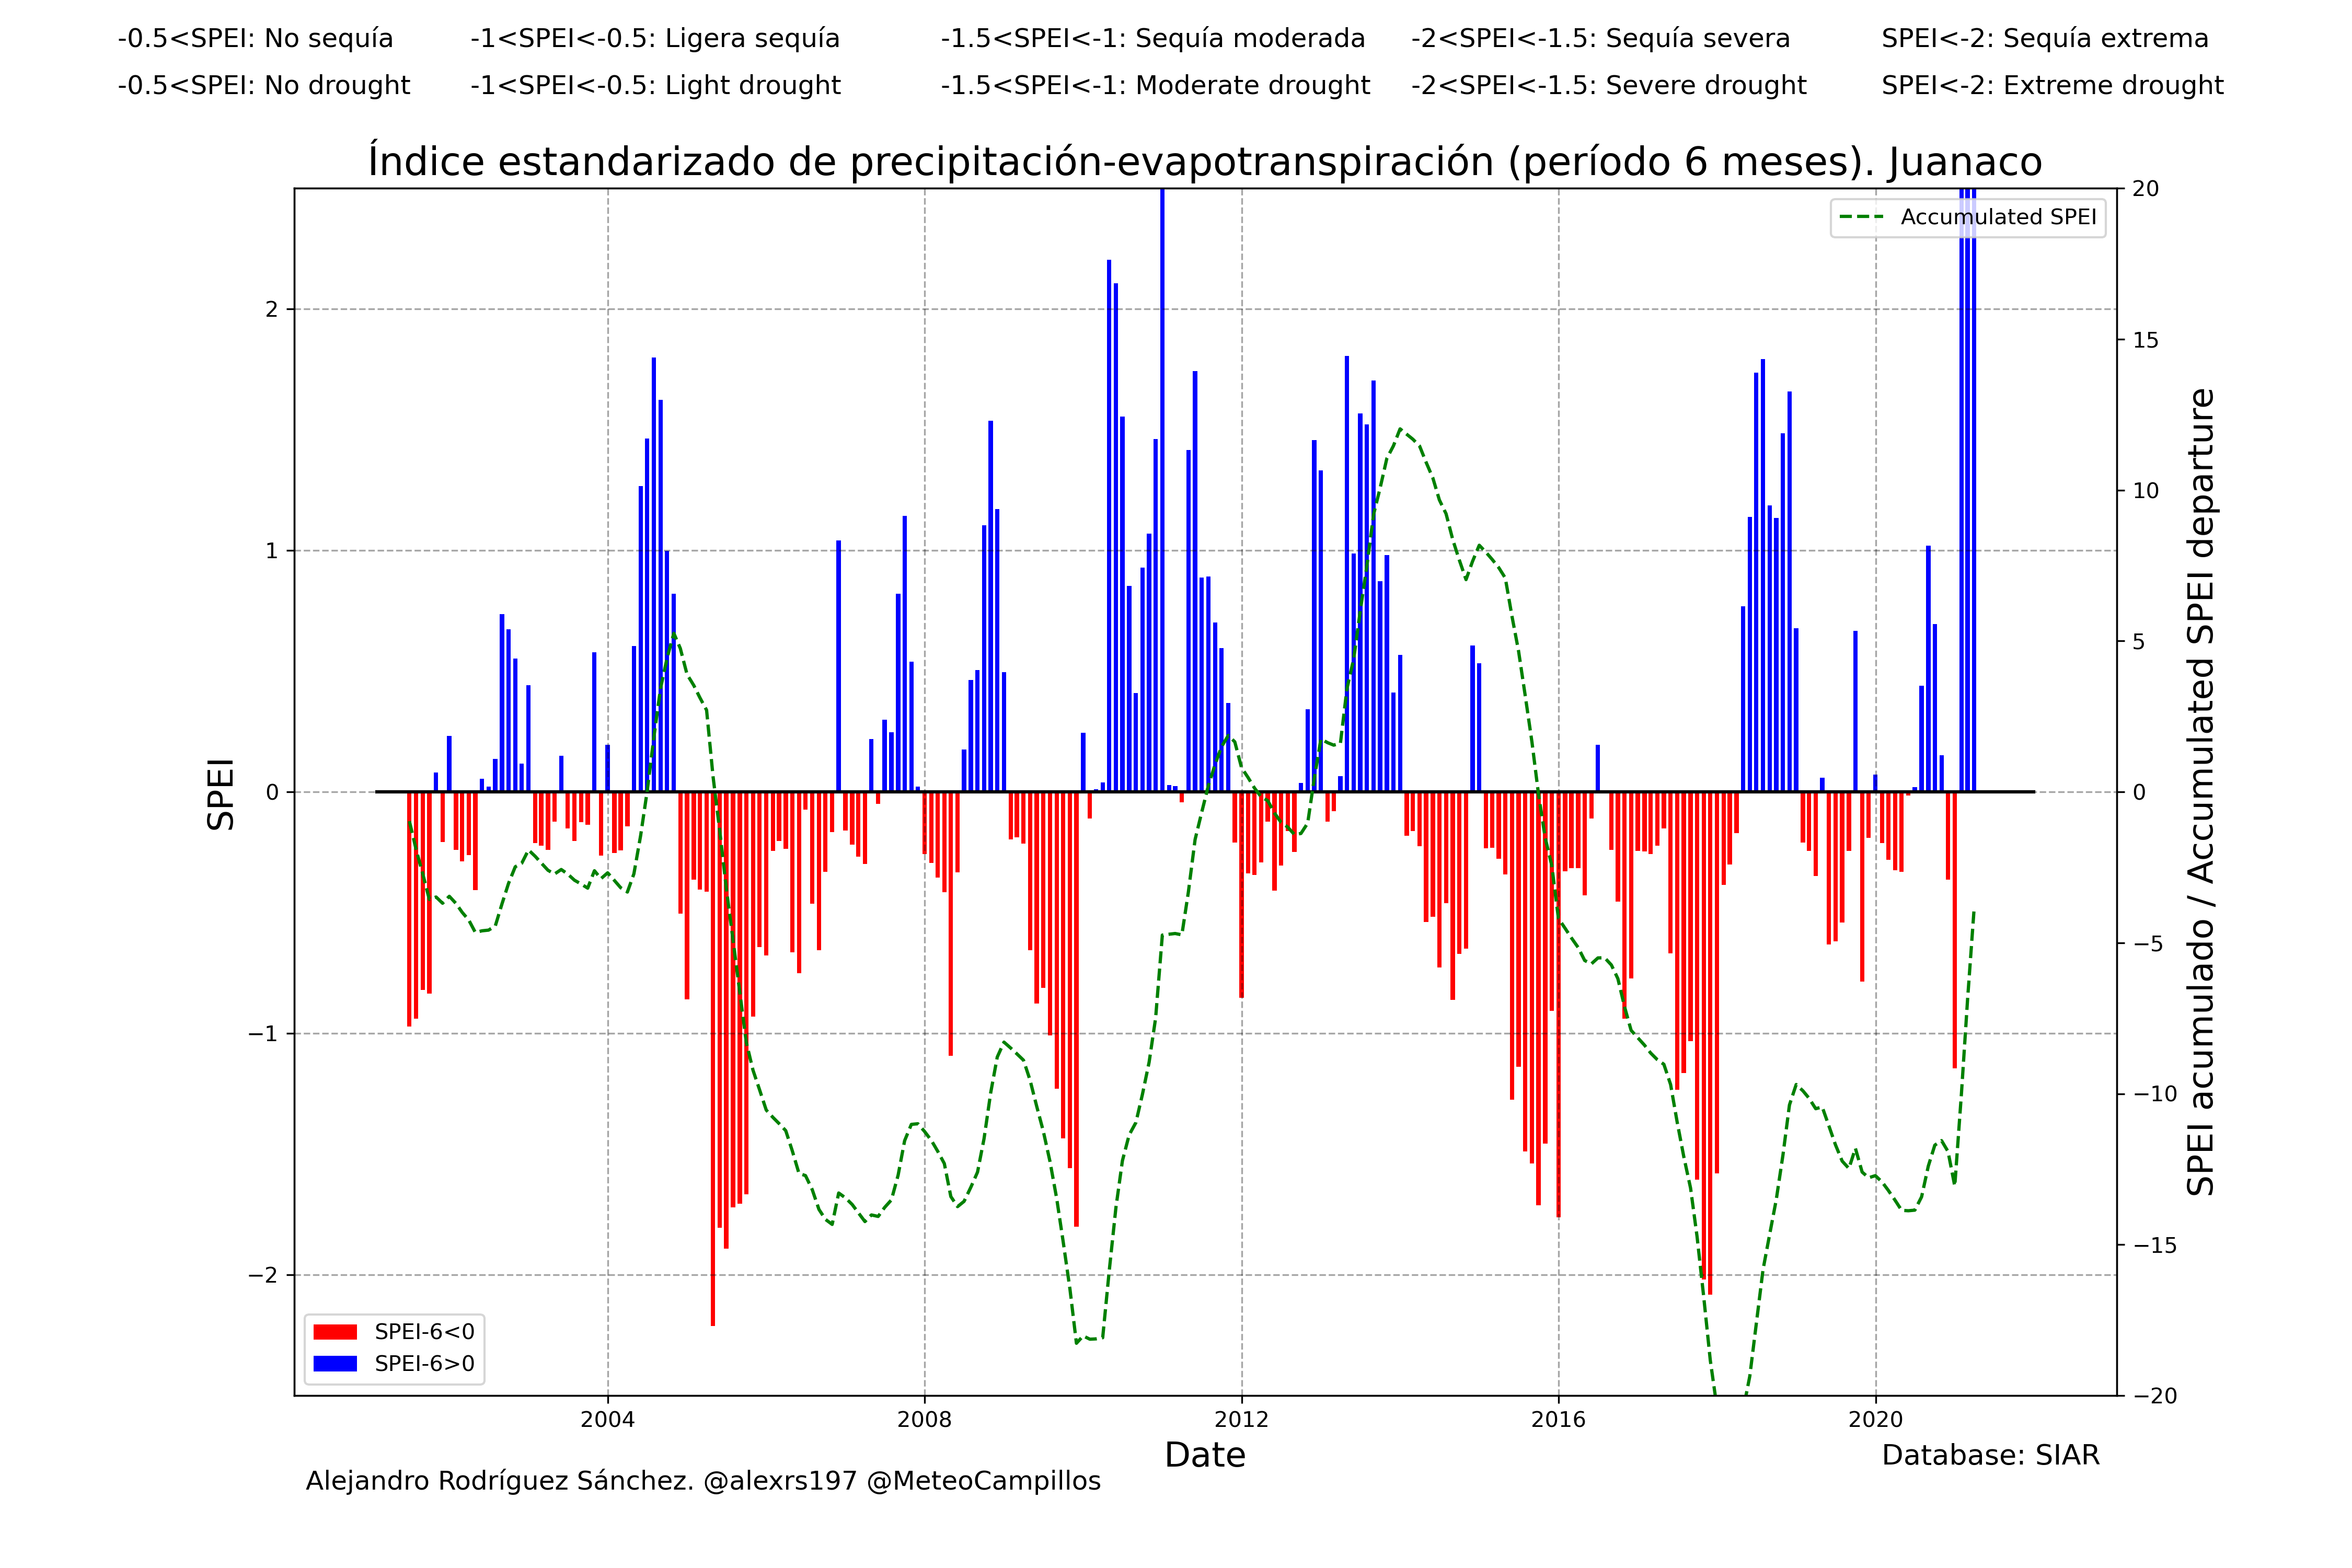 -0.5<SPEI: No sequía -1<SPEI<-0.5: Ligera sequía -1.5<SPEI<-1: Sequía moderada -2<SPEI<-1.5: Sequía severa SPEI<-2: Sequía extrema
-0.5<SPEI: No drought -1<SPEI<-0.5: Light drought -1.5<SPEI<-1: Moderate drought -2<SPEI<-1.5: Severe drought SPEI<-2: Extreme drought
Índice estandarizado de precipitación-evapotranspiración (período 6 meses). Juanaco
Accumulated SPEI
SPEI
2
1
0
−1
−2
20
15
10
5
0
−5
−10
−15
−20
SPEI acumulado / Accumulated SPEI departure
SPEI-6<0
SPEI-6>0
2004 2008 2012 2016 2020
Date
Database: SIAR
Alejandro Rodríguez Sánchez. @alexrs197 @MeteoCampillos